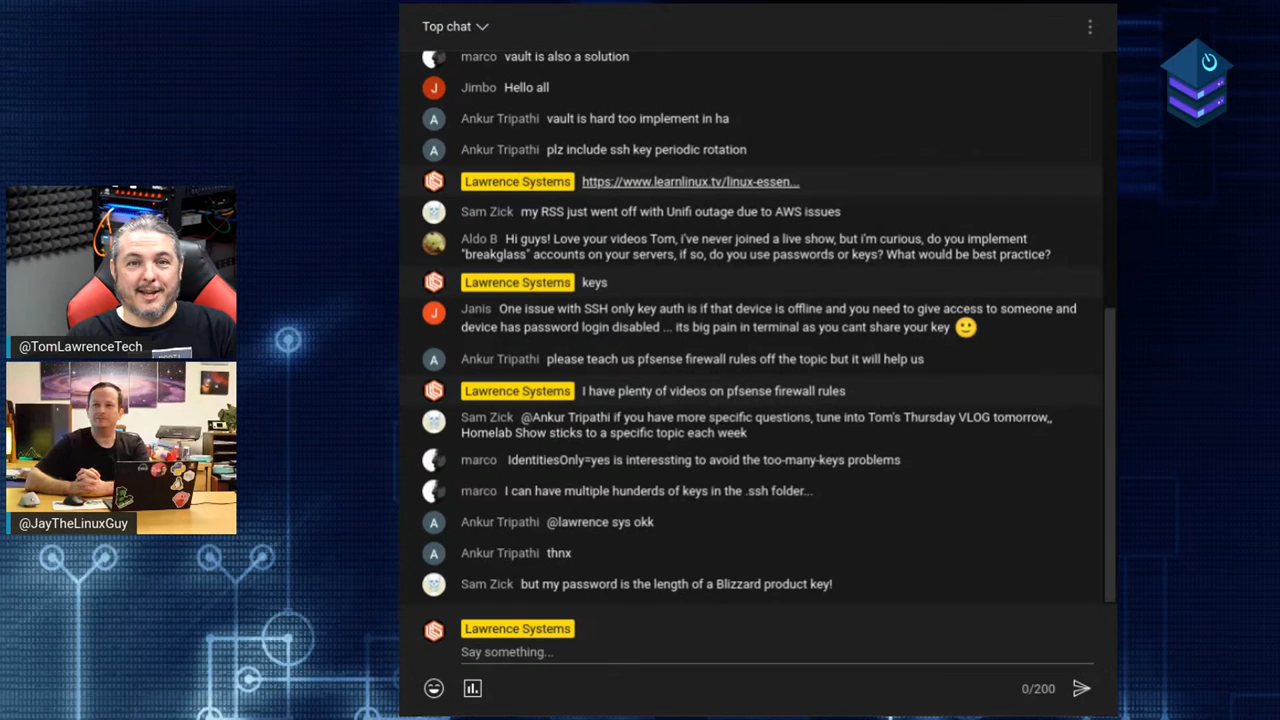 Top chat
marco vault is also a solution
Jimbo Hello all
Ankur Tripathi vault is hard too implement in ha
Ankur Tripathi plz include ssh key periodic rotation
Lawrence Systems https://www.learnlinux.tv/linux-essen...
Sam Zick my RSS just went off with Unifi outage due to AWS issues
Aldo B Hi guys! Love your videos Tom, i've never joined a live show, but i'm curious, do you implement
"breakglass" accounts on your servers, if so, do you use passwords or keys? What would be best practice?
Lawrence Systems keys
Janis One issue with SSH only key auth is if that device is offline and you need to give access to someone and
device has password login disabled ... its big pain in terminal as you cant share your key 🙂
Ankur Tripathi please teach us pfsense firewall rules off the topic but it will help us
Lawrence Systems I have plenty of videos on pfsense firewall rules
Sam Zick @Ankur Tripathi if you have more specific questions, tune into Tom's Thursday VLOG tomorrow,,
Homelab Show sticks to a specific topic each week
marco IdentitiesOnly=yes is interessting to avoid the too-many-keys problems
marco I can have multiple hunderds of keys in the .ssh folder...
Ankur Tripathi @lawrence sys okk
Ankur Tripathi thnx
Sam Zick but my password is the length of a Blizzard product key!
Lawrence Systems
Say something...
0/200
@TomLawrenceTech
@JayTheLinuxGuy
J
A
A
J
A
A
A